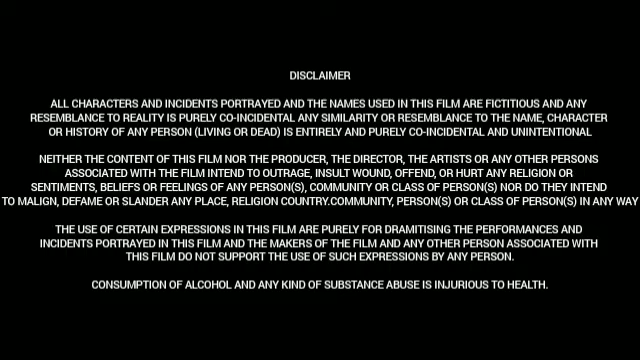 DISCLAIMER
ALL CHARACTERS AND INCIDENTS PORTRAYED AND THE NAMES USED IN THIS FILM ARE FICTITIOUS AND ANY
RESEMBLANCE TO REALITY IS PURELY CO-INCIDENTAL ANY SIMILARITY OR RESEMBLANCE TO THE NAME, CHARACTER
OR HISTORY OF ANY PERSON (LIVING OR DEAD) IS ENTIRELY AND PURELY CO-INCIDENTAL AND UNINTENTIONAL
NEITHER THE CONTENT OF THIS FILM NOR THE PRODUCER, THE DIRECTOR, THE ARTISTS OR ANY OTHER PERSONS
ASSOCIATED WITH THE FILM INTEND TO OUTRAGE, INSULT WOUND, OFFEND, OR HURT ANY RELIGION OR
SENTIMENTS, BELIEFS OR FEELINGS OF ANY PERSON(S), COMMUNITY OR CLASS OF PERSON(S) NOR DO THEY INTEND
TO MALIGN, DEFAME OR SLANDER ANY PLACE, RELIGION COUNTRY.COMMUNITY, PERSON(S) OR CLASS OF PERSON(S) IN ANY WAY
THE USE OF CERTAIN EXPRESSIONS IN THIS FILM ARE PURELY FOR DRAMITISING THE PERFORMANCES AND
INCIDENTS PORTRAYED IN THIS FILM AND THE MAKERS OF THE FILM AND ANY OTHER PERSON ASSOCIATED WITH
THIS FILM DO NOT SUPPORT THE USE OF SUCH EXPRESSIONS BY ANY PERSON.
CONSUMPTION OF ALCOHOL AND ANY KIND OF SUBSTANCE ABUSE IS INJURIOUS TO HEALTH.